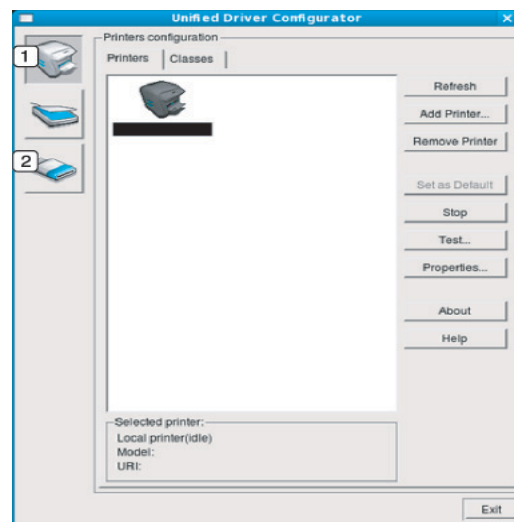 Unified Driver Configurator
1
2
Printers configuration
Printers Classes
Refresh
Add Printer...
Remove Printer
Set as Default
Stop
Test...
Properties...
About
Help
Selected printer:
Local printer(idle)
Model:
URI:
Exit